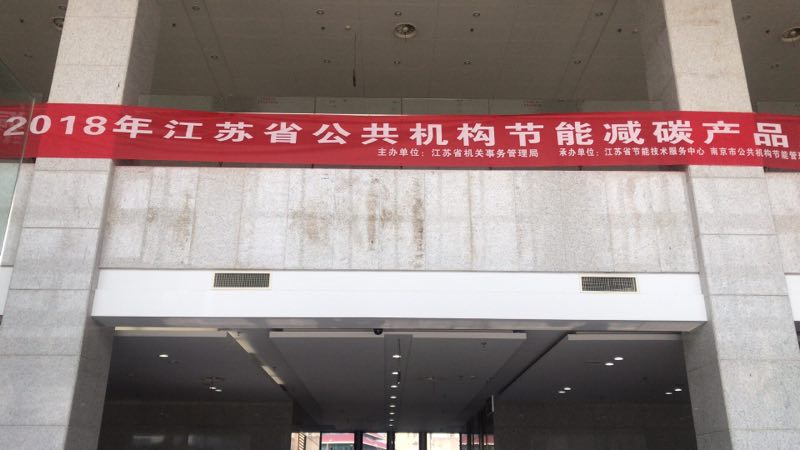 2018年江苏省公共机构节能减碳产品
主办单位：江苏省机关事务管理局 承办单位：江苏省节能技术服务中心 南京市公共机构节能管理